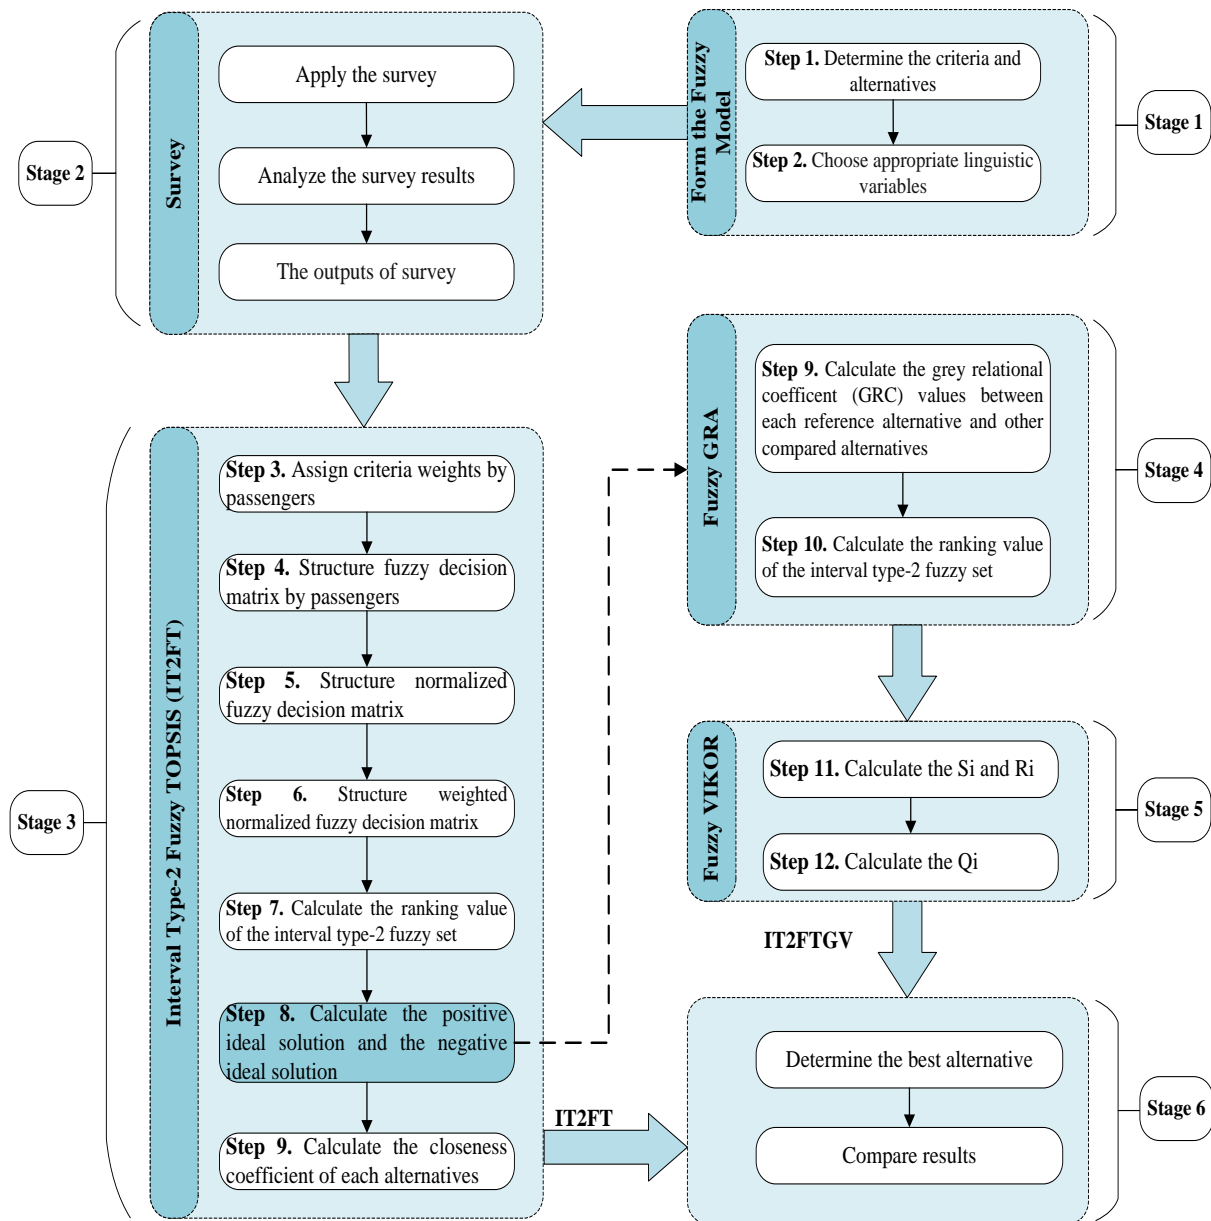 Form the Fuzzy
Model
Step 1. Determine the criteria and
alternatives
Step 2. Choose appropriate linguistic
variables
Stage 1
Stage 2
Survey
Apply the survey
Analyze the survey results
The outputs of survey
Stage 3
Interval Type-2 Fuzzy TOPSIS (IT2FT)
Step 3. Assign criteria weights by
passengers
Step 4. Structure fuzzy decision
matrix by passengers
Step 5. Structure normalized
fuzzy decision matrix
Step 6. Structure weighted
normalized fuzzy decision matrix
Step 7. Calculate the ranking value
of the interval type-2 fuzzy set
Step 8. Calculate the positive
ideal solution and the negative
ideal solution
Step 9. Calculate the closeness
coefficient of each alternatives
IT2FT
Fuzzy GRA
Step 9. Calculate the grey relational
coefficent (GRC) values between
each reference alternative and other
compared alternatives
Step 10. Calculate the ranking value
of the interval type-2 fuzzy set
Stage 4
Fuzzy VIKOR
Step 11. Calculate the Si and Ri
Step 12. Calculate the Qi
Stage 5
IT2FTGV
Determine the best alternative
Compare results
Stage 6